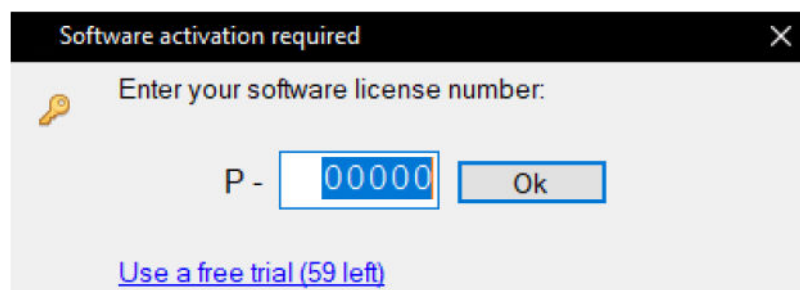 Software activation required
Enter your software license number:
P - 00000 Ok
Use a free trial (59 left)